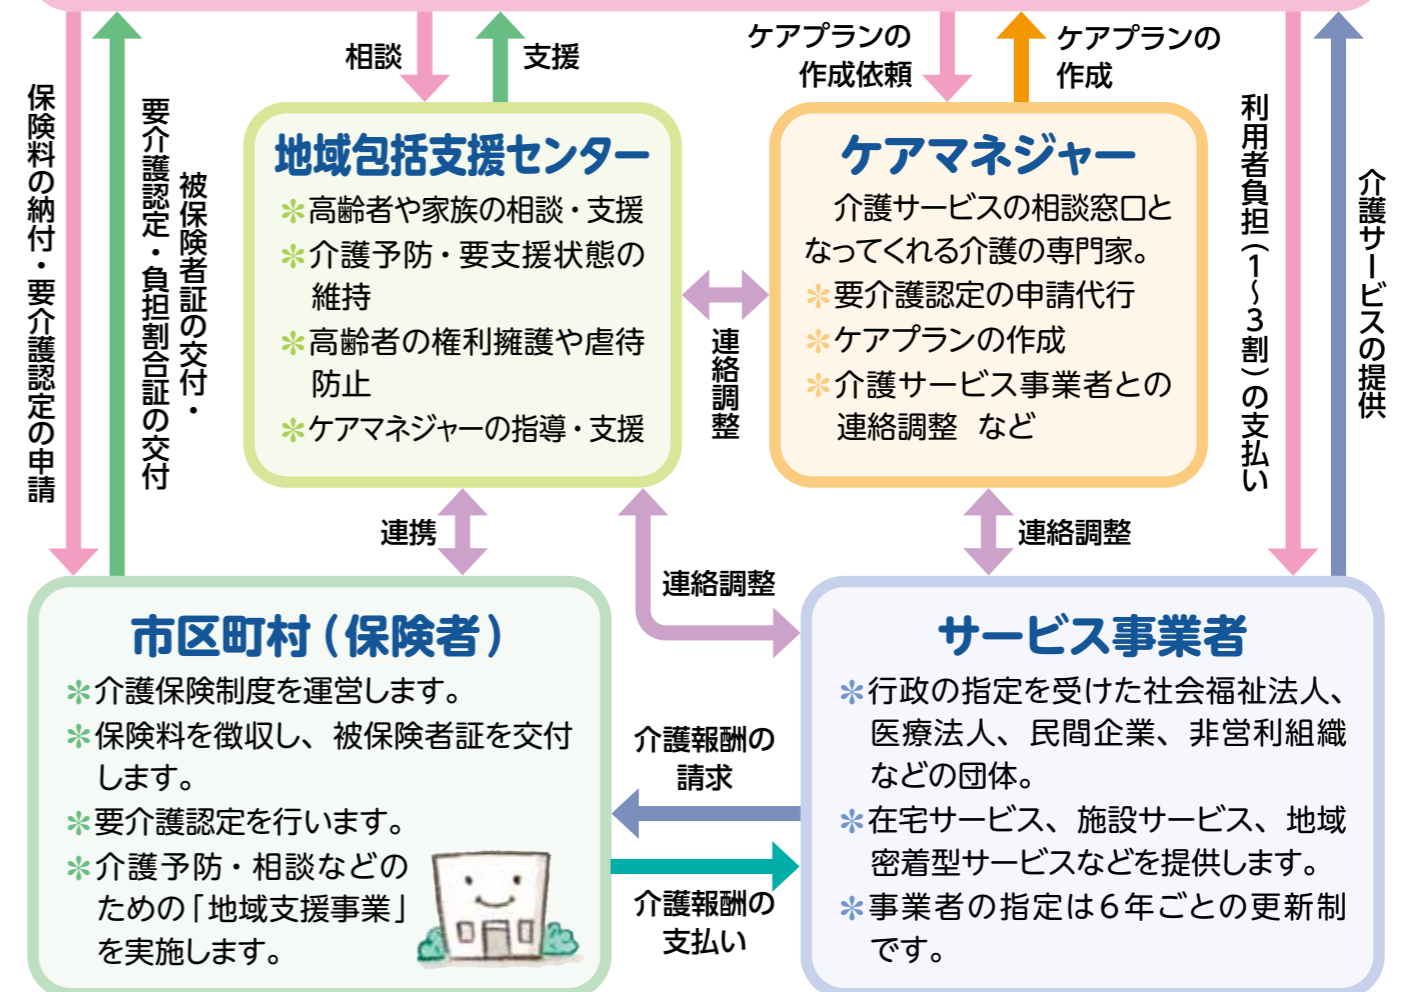 相談
支援
ケアプランの
作成依頼
ケアプランの
作成
保険料の納付・要介護認定の申請
被保険者証の交付・
要介護認定・負担割合証の交付
地域包括支援センター
✽高齢者や家族の相談・支援
✽介護予防・要支援状態の
維持
✽高齢者の権利擁護や虐待
防止
✽ケアマネジャーの指導・支援
連絡調整
ケアマネジャー
介護サービスの相談窓口と
なってくれる介護の専門家。
✽要介護認定の申請代行
✽ケアプランの作成
✽介護サービス事業者との
連絡調整 など
利用者負担(1~3割)の支払い
介護サービスの提供
連携
連絡調整
連絡調整
市区町村(保険者)
✽介護保険制度を運営します。
✽保険料を徴収し、被保険者証を交付
します。
✽要介護認定を行います。
✽介護予防・相談などの
ための「地域支援事業」
を実施します。
介護報酬の
請求
介護報酬の
支払い
サービス事業者
✽行政の指定を受けた社会福祉法人、
医療法人、民間企業、非営利組織
などの団体。
✽在宅サービス、施設サービス、地域
密着型サービスなどを提供します。
✽事業者の指定は6年ごとの更新制
です。